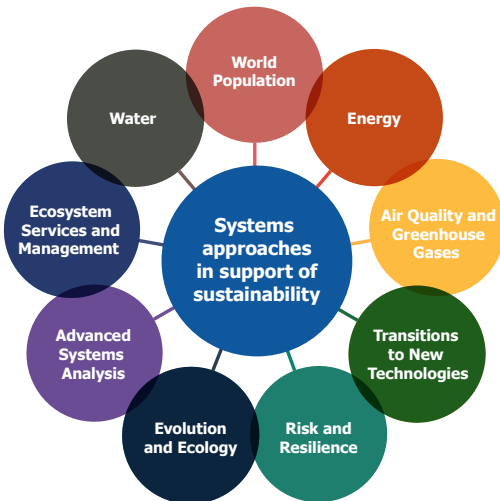 World
Population
Energy
Air Quality and
Greenhouse
Gases
Transitions
to New
Technologies
Risk and
Resilience
Evolution
and Ecology
Advanced
Systems
Analysis
Ecosystem
Services and
Management
Water
Systems
approaches
in support of
sustainability